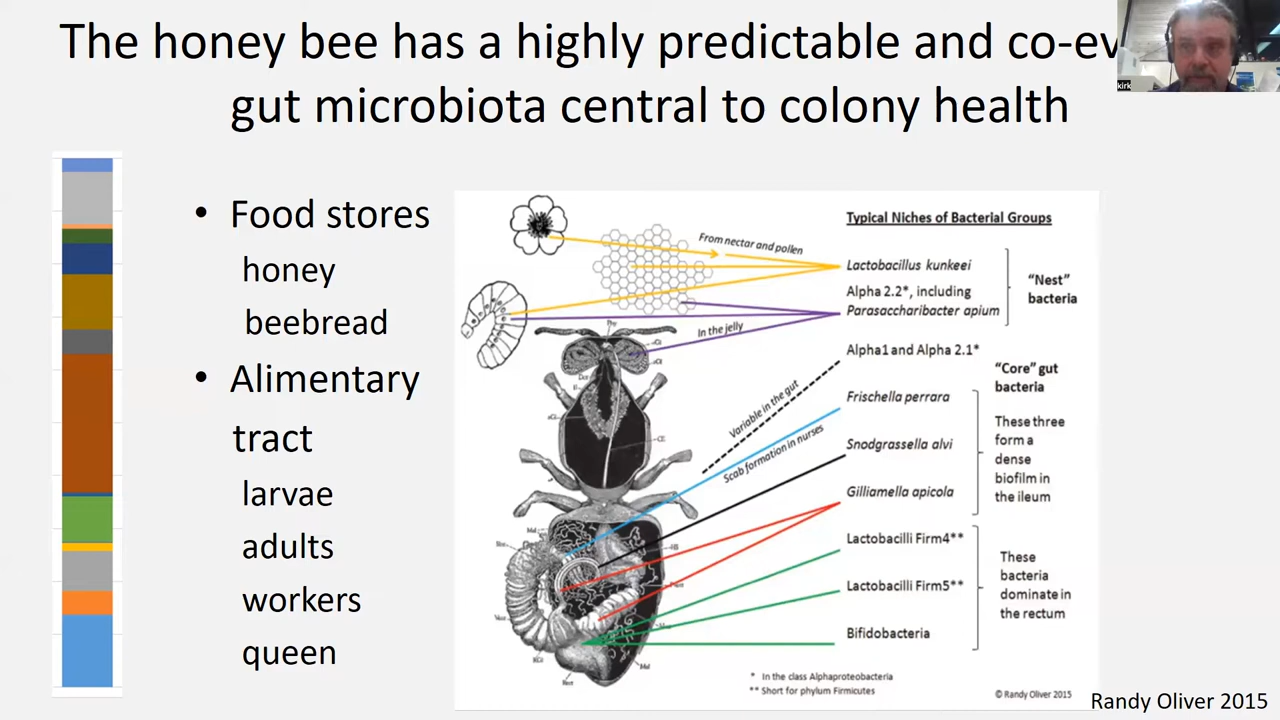 The honey bee has a highly predictable and co-ev
gut microbiota central to colony health
kirk
• Food stores
honey
beebread
• Alimentary
tract
larvae
adults
workers
queen
Typical Niches of Bacterial Groups
From nectar and pollen
Lactobacillus kunkeei
Alpha 2.2*, including
Parasaccharibacter apium
"Nest"
bacteria
In the jelly
Alpha1 and Alpha 2.1*
"Core" gut
bacteria
Variable in the gut
Frischella perrara
Scab formation in nurses
Snodgrassella alvi
Gilliamella apicola
These three
form a
dense
biofilm in
the ileum
Lactobacilli Firm4**
Lactobacilli Firm5**
Bifidobacteria
These
bacteria
dominate in
the rectum
* In the class Alphaproteobacteria
** Short for phylum Firmicutes
© Randy Oliver 2015
Randy Oliver 2015